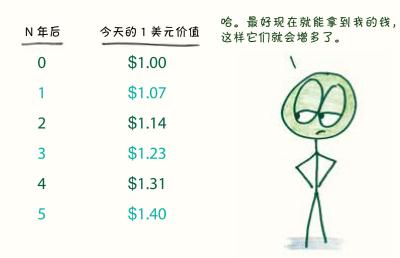 N 年后 今天的 1 美元价值
哈。最好现在就能拿到我的钱，
这样它们就会增多了。
0 $1.00
1 $1.07
2 $1.14
3 $1.23
4 $1.31
5 $1.40